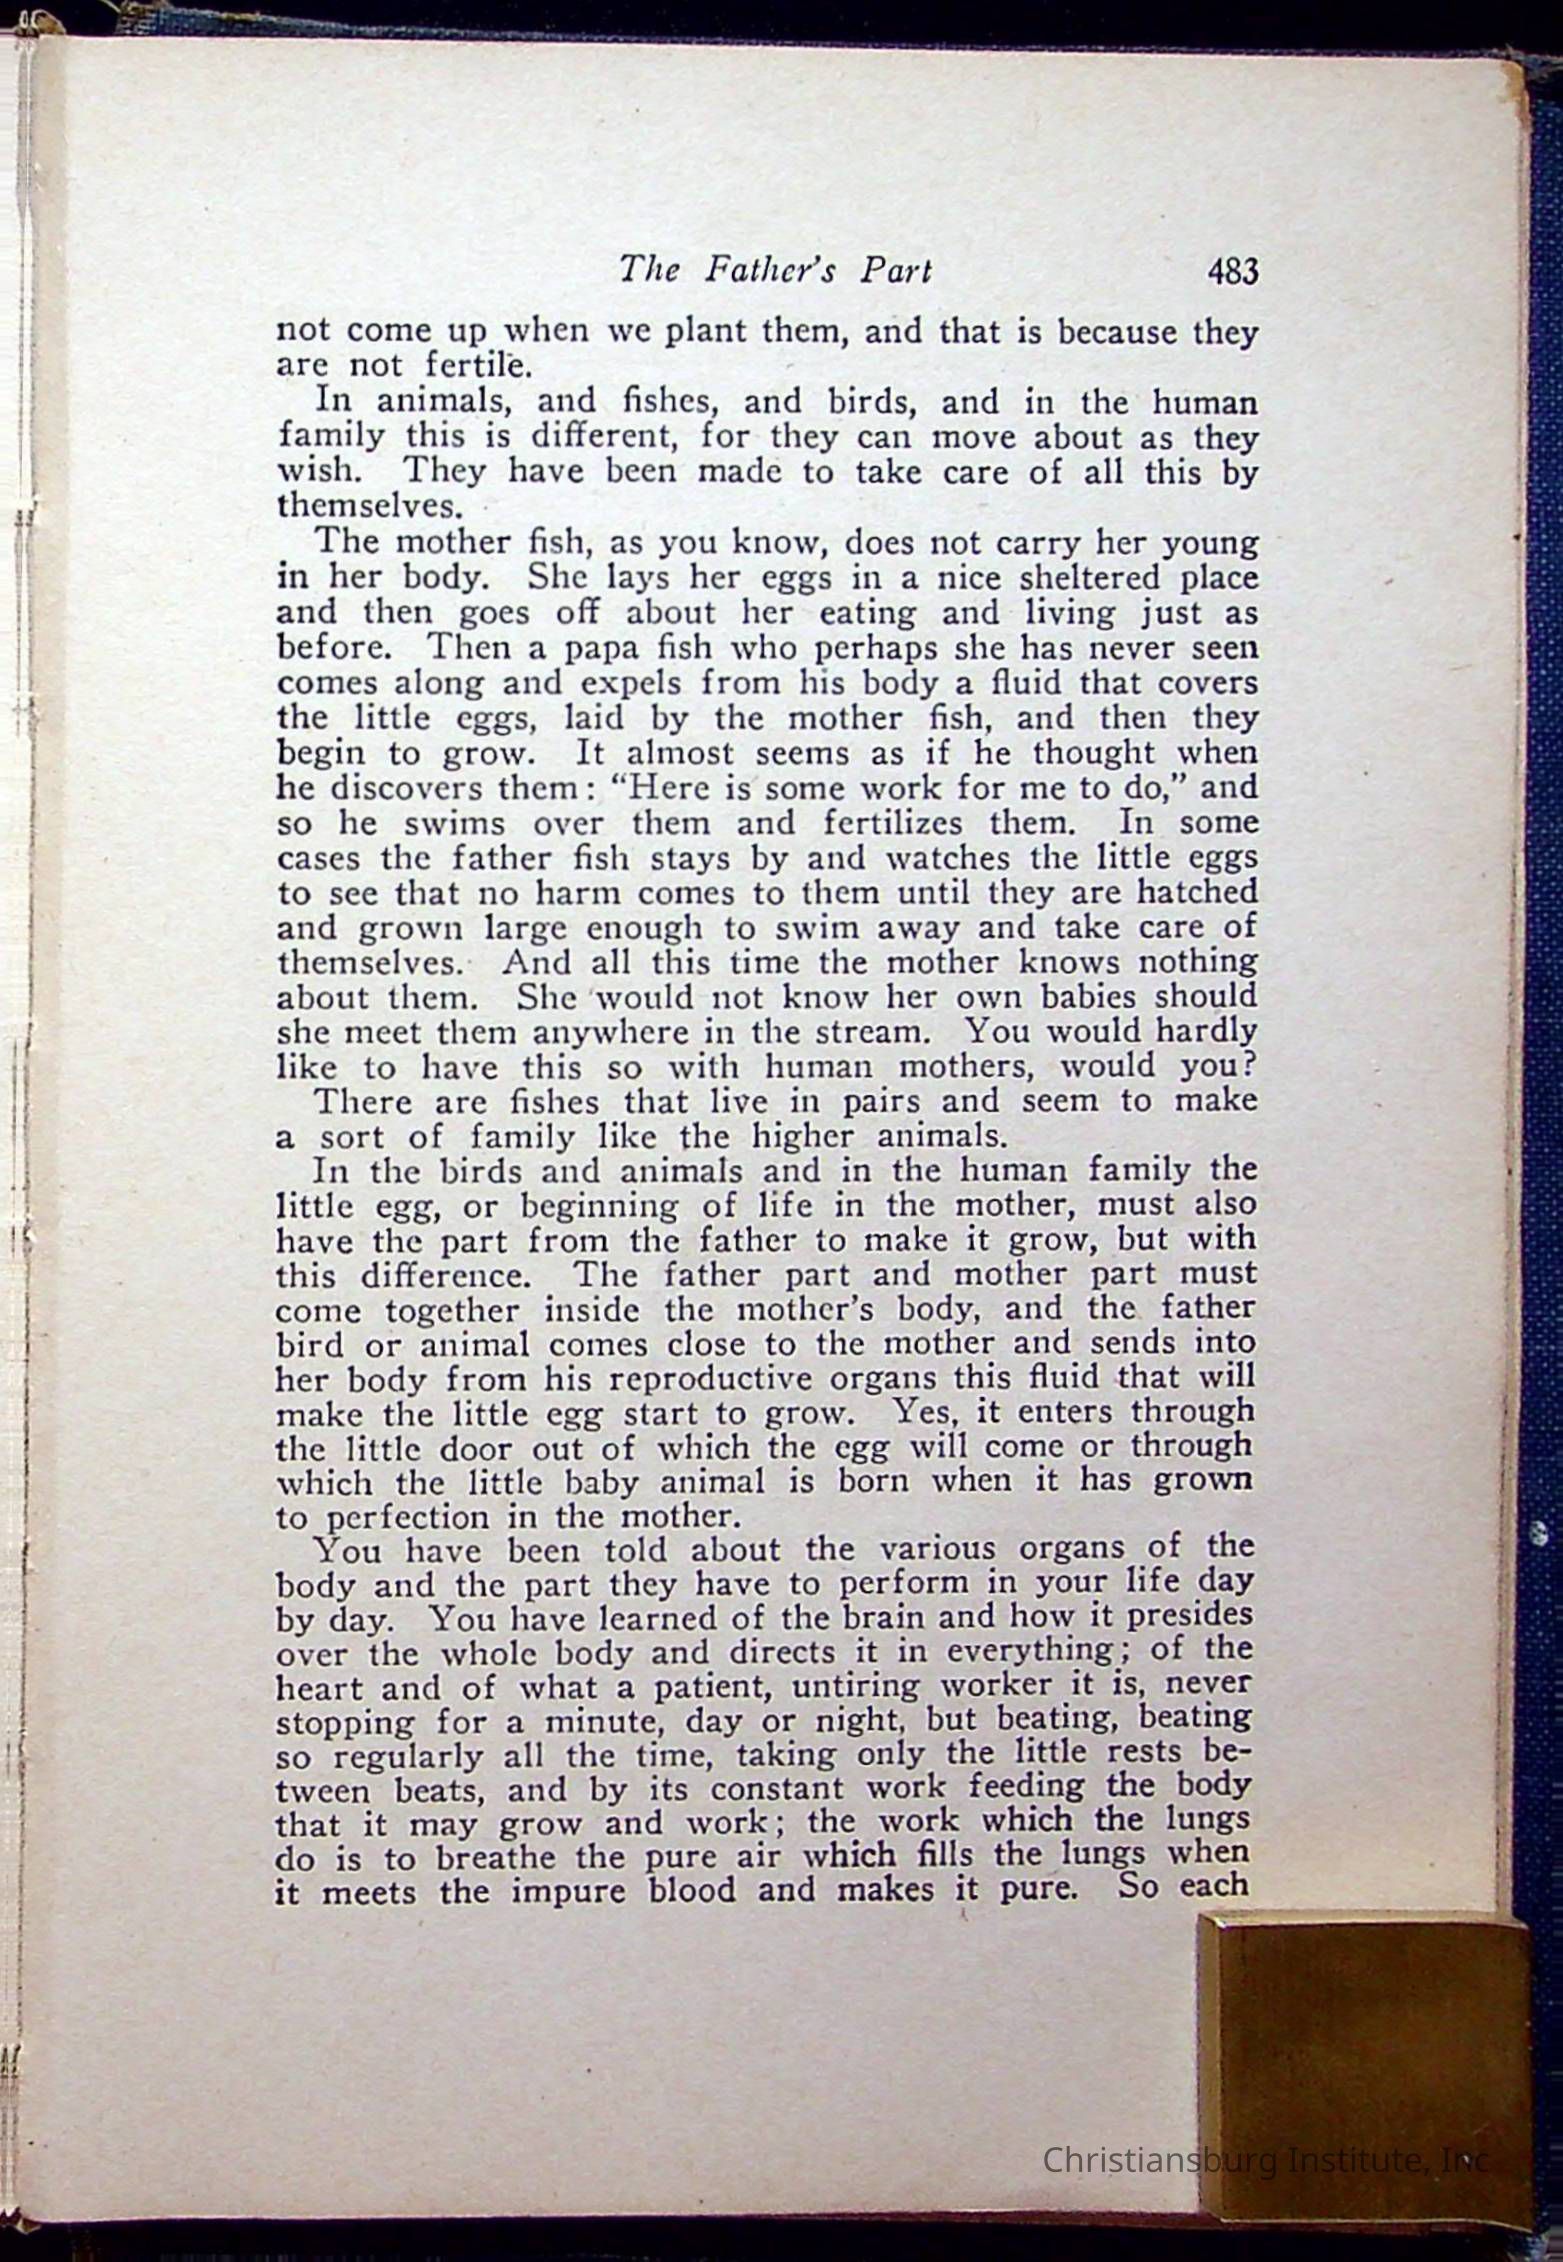 The Father's Part 483
not come up when we plant them, and that is because they
are not fertile.
In animals, and fishes, and birds, and in the human
family this is different, for they can move about as they
wish. They have been made to take care of all this by
themselves.
The mother fish, as you know, does not carry her young
in her body. She lays her eggs in a nice sheltered place
and then goes off about her eating and living just as
before. Then a papa fish who perhaps she has never seen
comes along and expels from his body a fluid that covers
the little eggs, laid by the mother fish, and then they
begin to grow. It almost seems as if he thought when
he discovers them: “Here is some work for me to do,” and
so he swims over them and fertilizes them. In some
cases the father fish stays by and watches the little eggs
to see that no harm comes to them until they are hatched
and grown large enough to swim away and take care of
themselves. And all this time the mother knows nothing
about them. She would not know her own babies should
she meet them anywhere in the stream. You would hardly
like to have this so with human mothers, would you?
There are fishes that live in pairs and seem to make
a sort of family like the higher animals.
In the birds and animals and in the human family the
little egg, or beginning of life in the mother, must also
have the part from the father to make it grow, but with
this difference. The father part and mother part must
come together inside the mother's body, and the father
bird or animal comes close to the mother and sends into
her body from his reproductive organs this fluid that will
make the little egg start to grow. Yes, it enters through
the little door out of which the egg will come or through
which the little baby animal is born when it has grown
to perfection in the mother.
You have been told about the various organs of the
body and the part they have to perform in your life day
by day. You have learned of the brain and how it presides
over the whole body and directs it in everything; of the
heart and of what a patient, untiring worker it is, never
stopping for a minute, day or night, but beating, beating
so regularly all the time, taking only the little rests be-
tween beats, and by its constant work feeding the body
that it may grow and work; the work which the lungs
do is to breathe the pure air which fills the lungs when
it meets the impure blood and makes it pure. So each
Christiansburg Institute, Inc